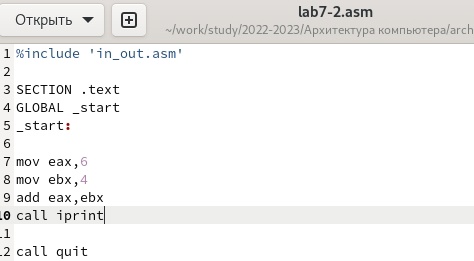 Открыть
lab7-2.asm
~/work/study/2022-2023/Архитектура компьютера/arch
1 %include 'in_out.asm'
2
3 SECTION .text
4 GLOBAL _start
5 _start:
6
7 mov eax,6
8 mov ebx,4
9 add eax,ebx
10 call iprint
11
12 call quit